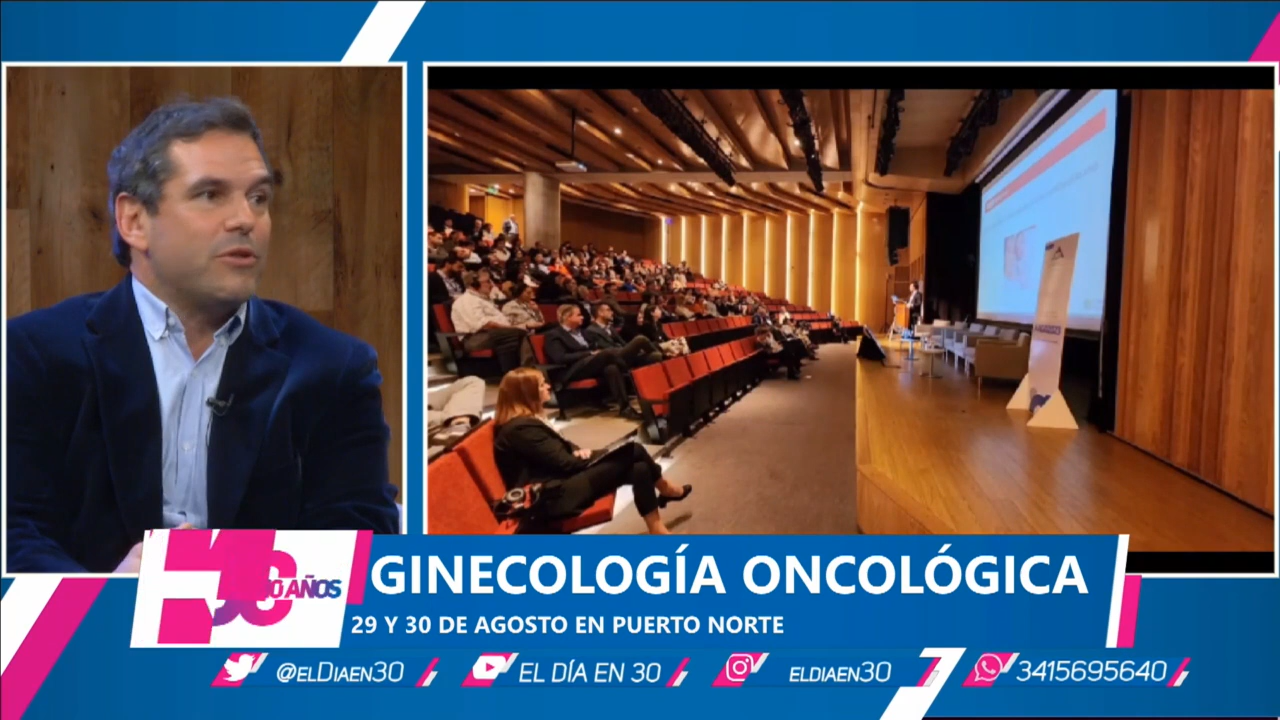 GINECOLOGÍA ONCOLÓGICA
29 Y 30 DE AGOSTO EN PUERTO NORTE
30 AÑOS
@elDiaen30
EL DÍA EN 30
eldiaen30
3415695640